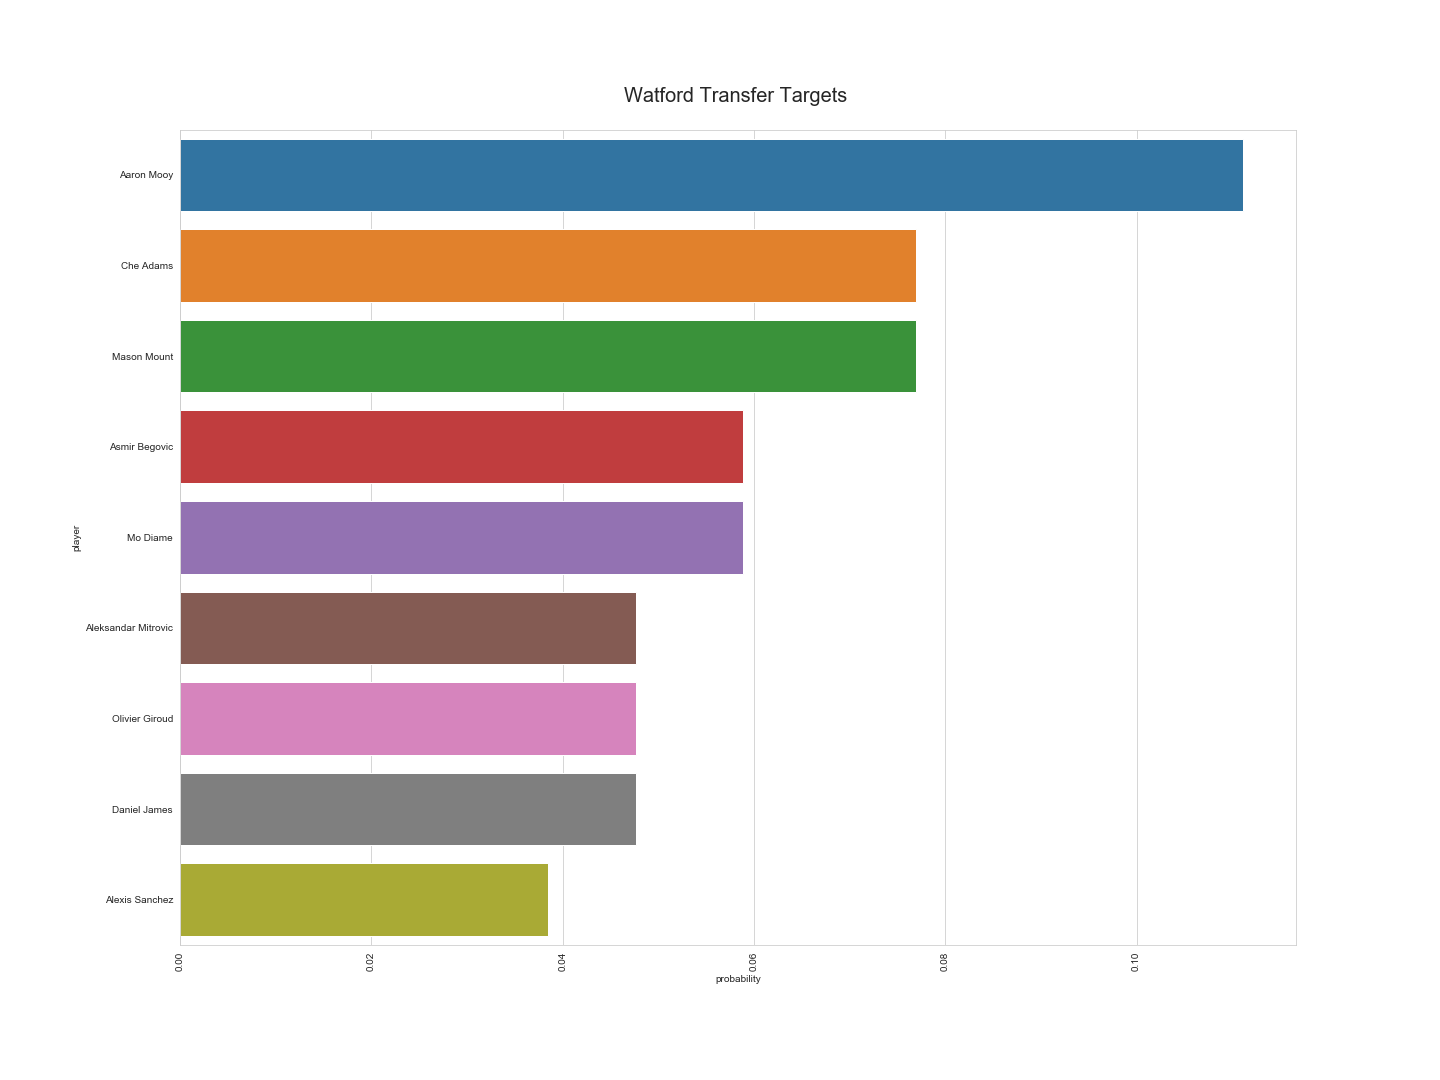 Watford Transfer Targets
Aaron Mooy
Che Adams
Mason Mount
Asmir Begovic
player
Mo Diame
Aleksandar Mitrovic
Olivier Giroud
Daniel James
Alexis Sanchez
0.00
0.02
0.04
0.06
0.08
0.10
probability